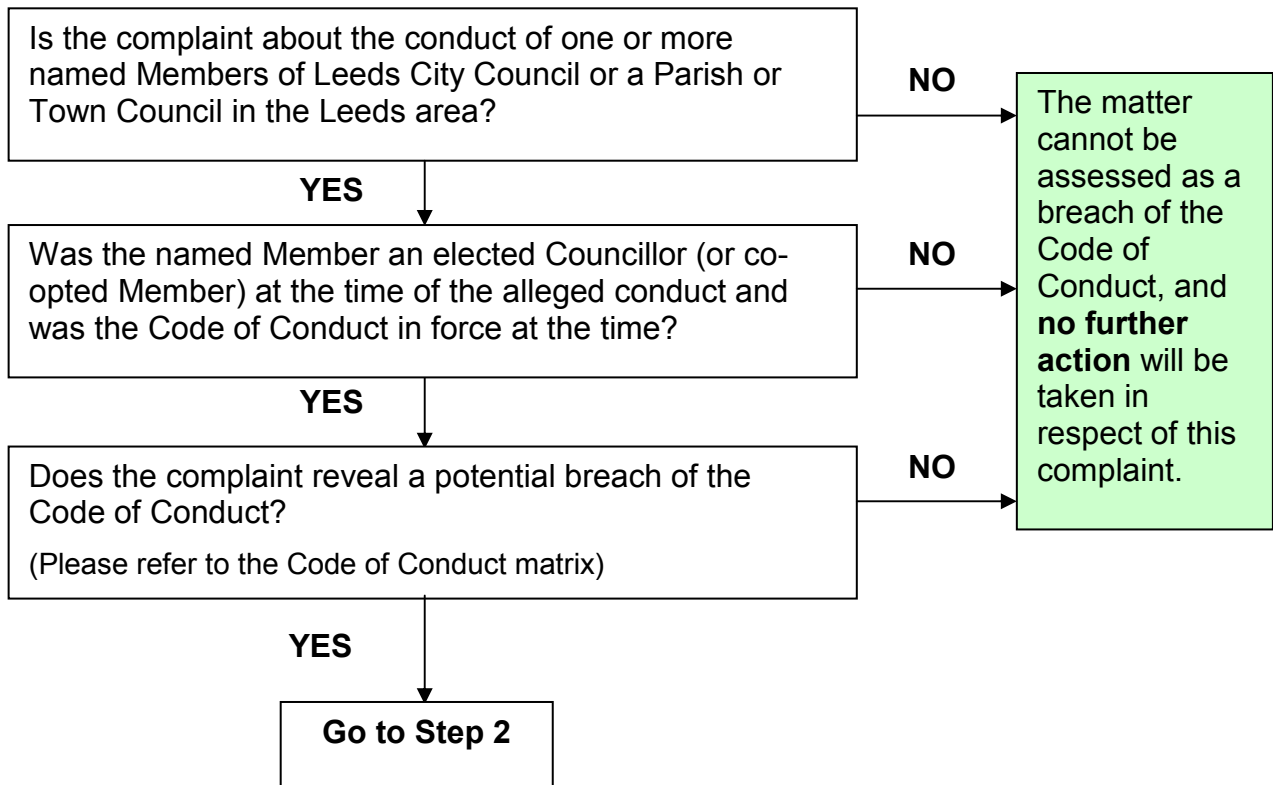 Is the complaint about the conduct of one or more
named Members of Leeds City Council or a Parish or
Town Council in the Leeds area?
NO
YES
Was the named Member an elected Councillor (or co-
opted Member) at the time of the alleged conduct and
was the Code of Conduct in force at the time?
NO
YES
Does the complaint reveal a potential breach of the
Code of Conduct?
(Please refer to the Code of Conduct matrix)
NO
YES
Go to Step 2
The matter
cannot be
assessed as a
breach of the
Code of
Conduct, and
no further
action will be
taken in
respect of this
complaint.